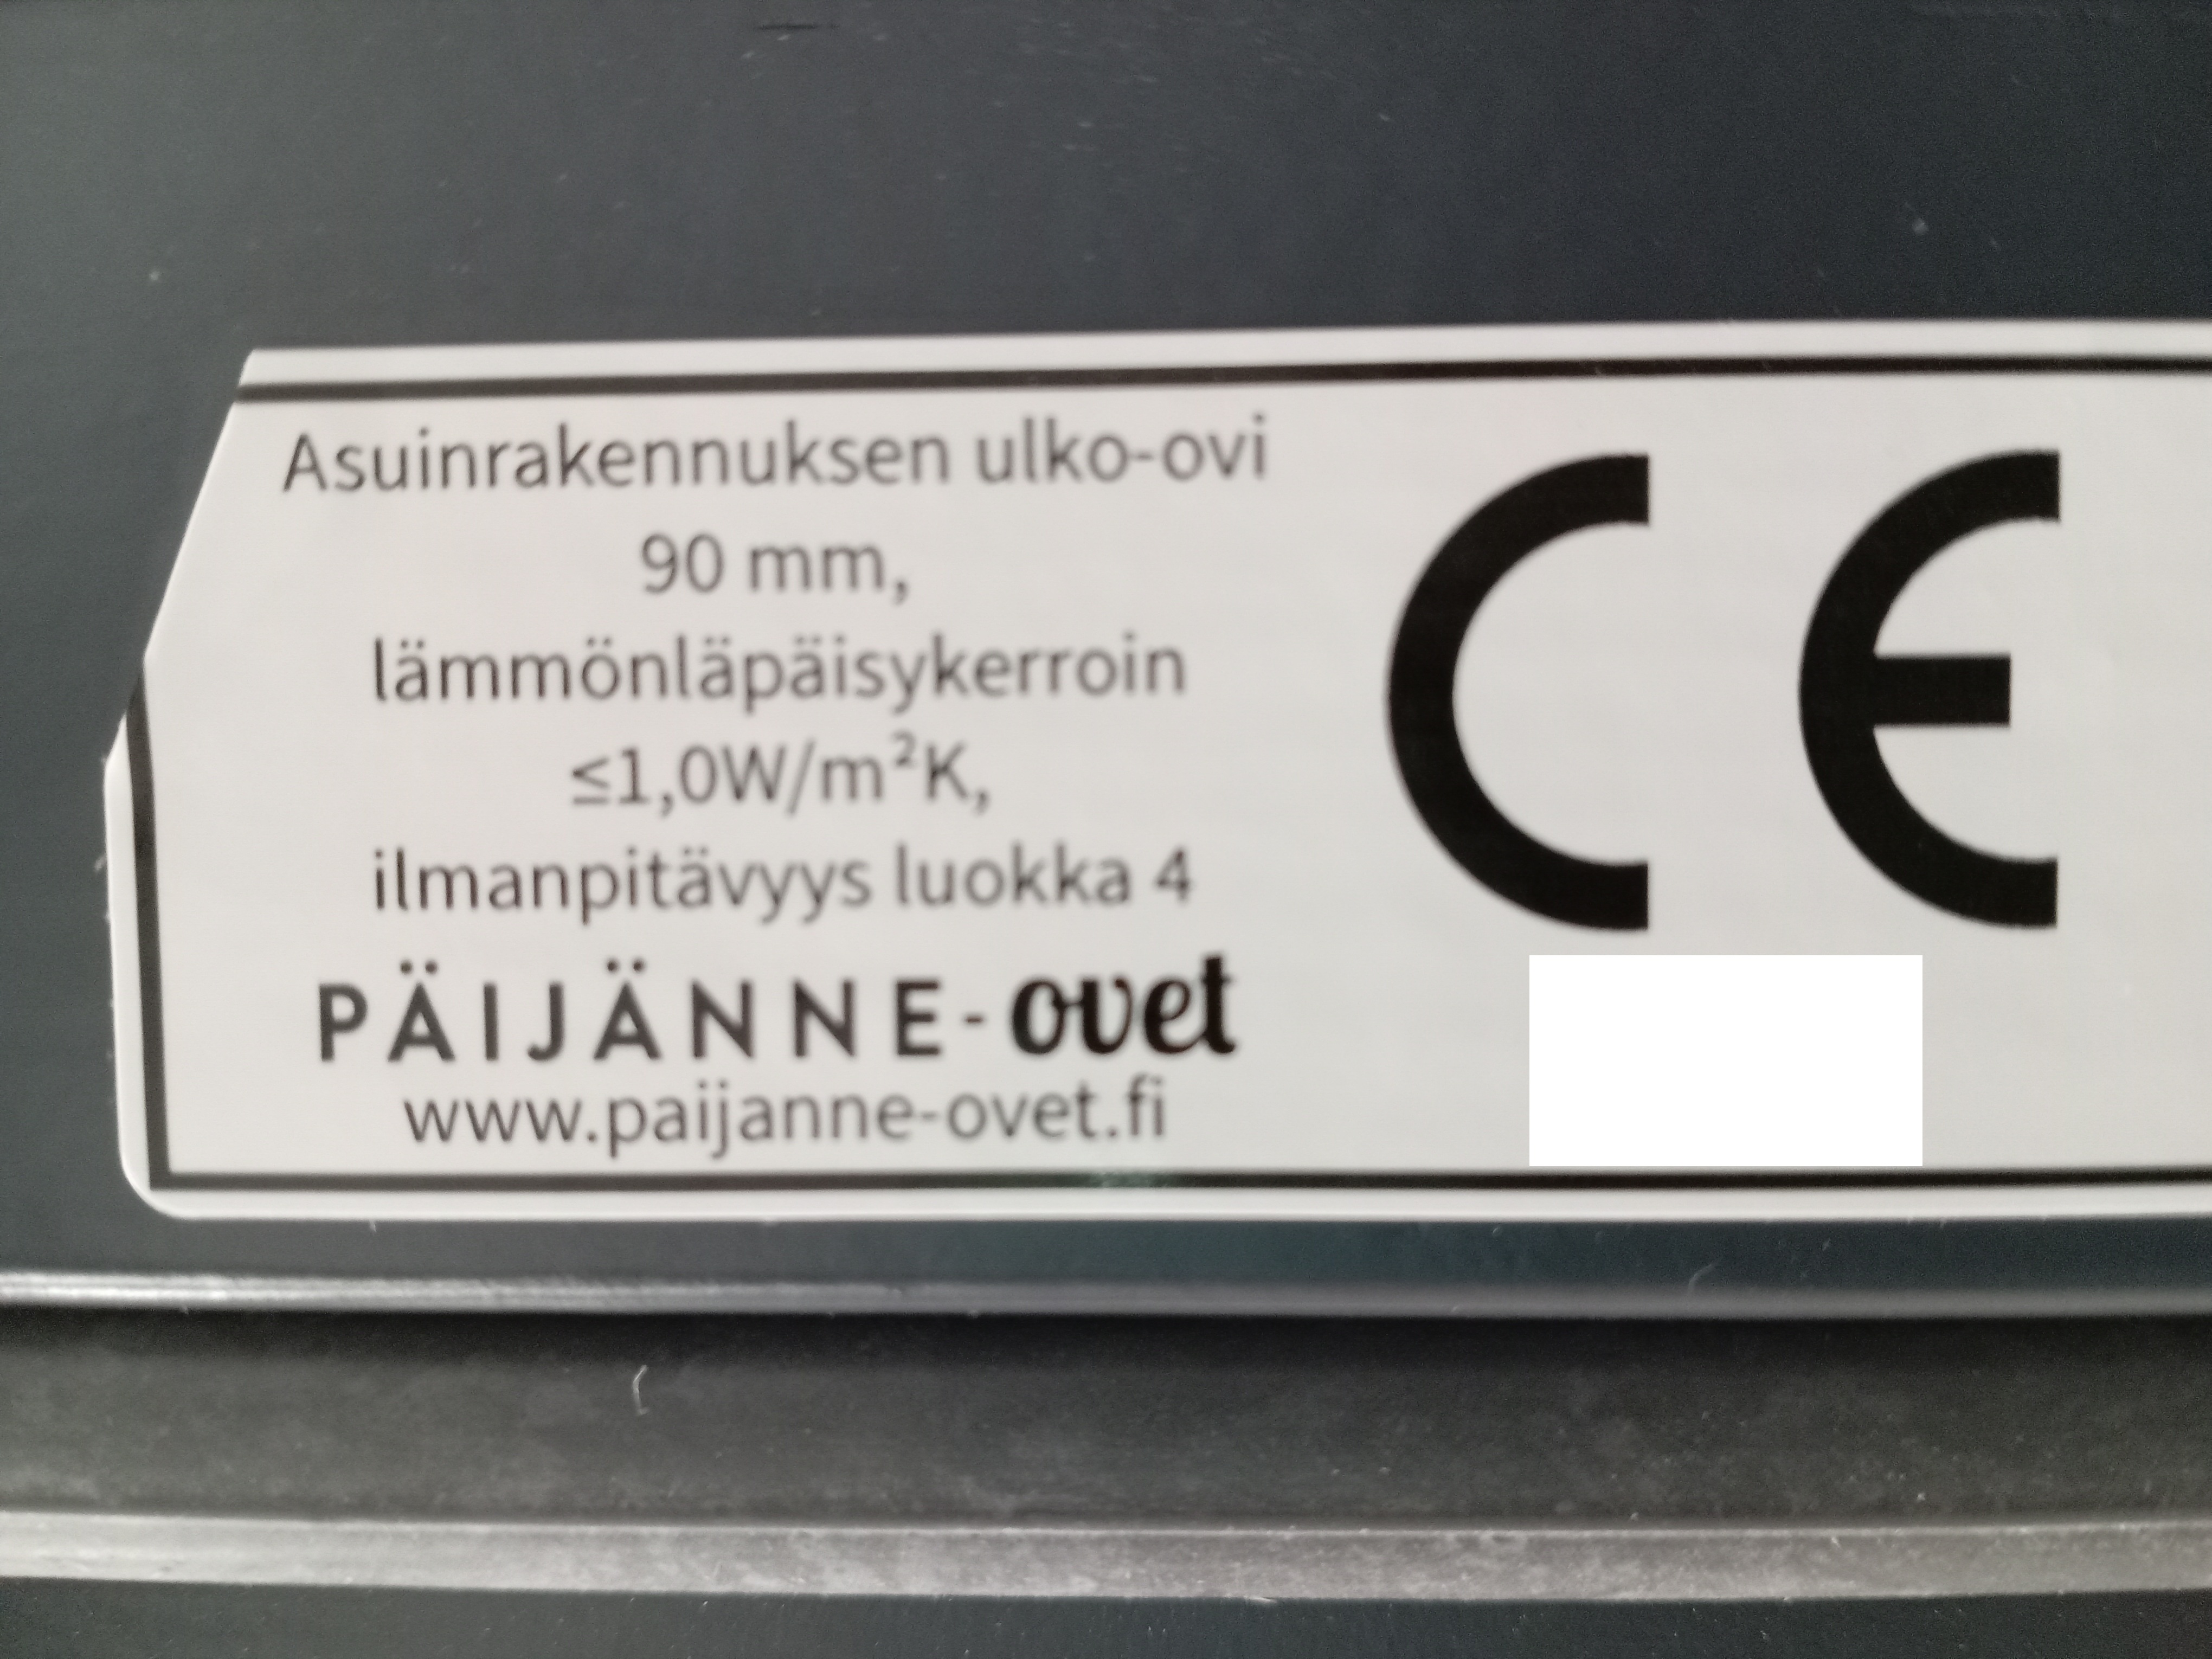 Asuinrakennuksen ulko-ovi
90 mm,
lämmönläpäisykerroin
≤1,0W/m²K,
ilmanpitävyys luokka 4
PÄIJÄNNE-ovet
www.paijanne-ovet.fi
CE